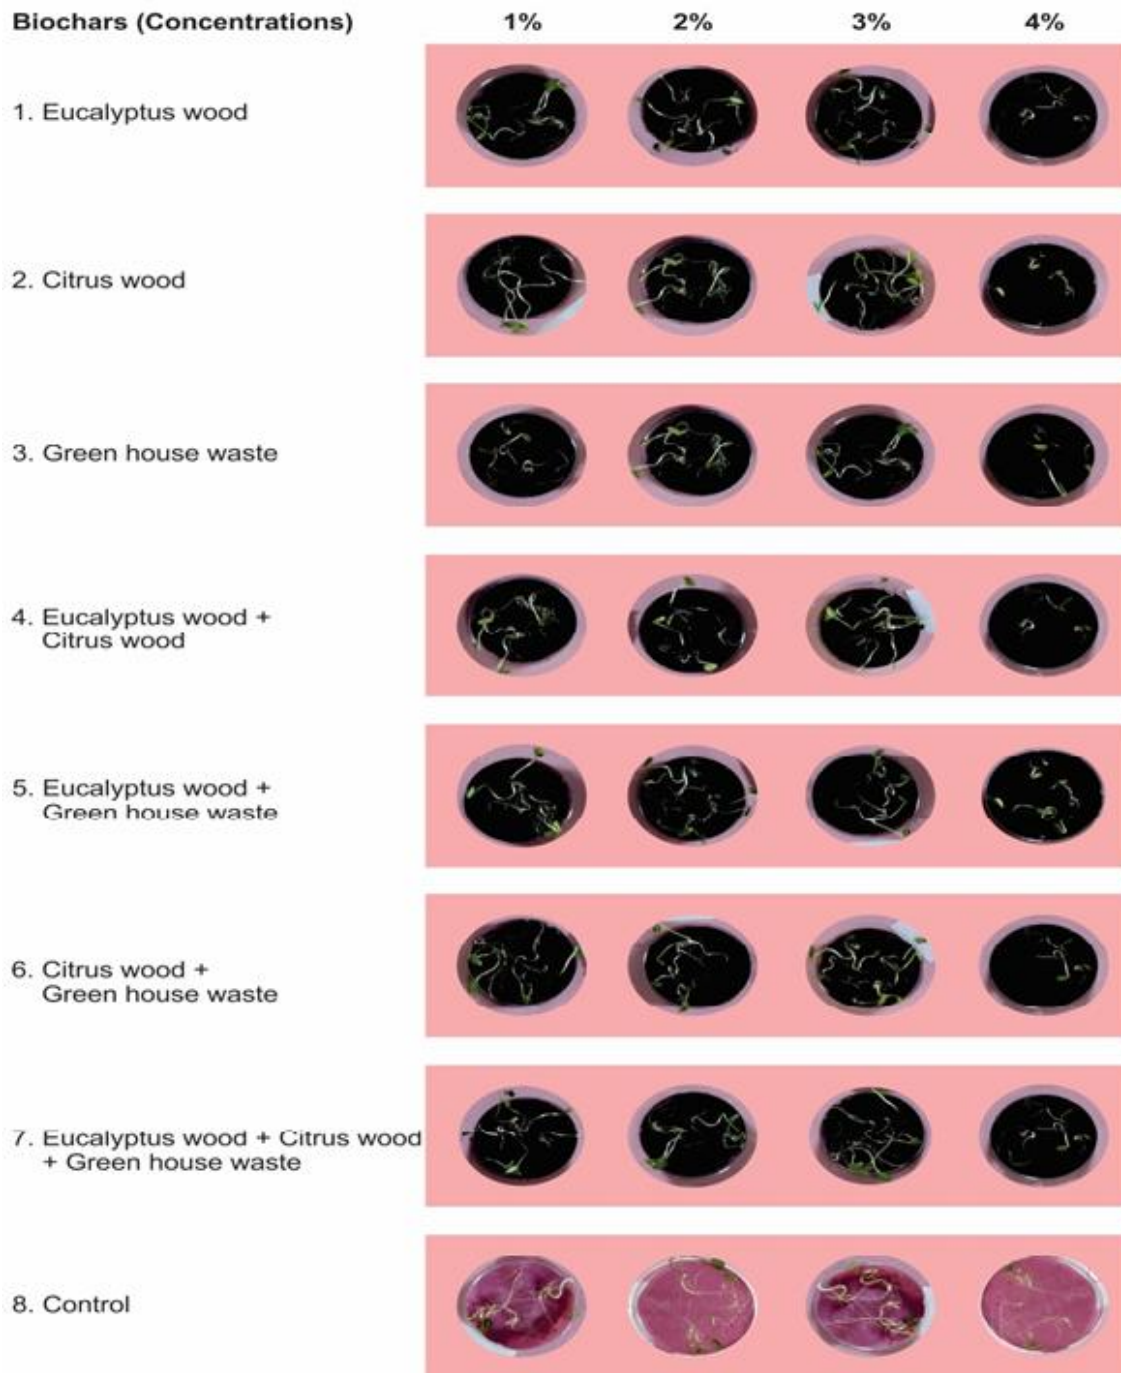 Biochars (Concentrations) 1% 2% 3% 4%
1. Eucalyptus wood
2. Citrus wood
3. Green house waste
4. Eucalyptus wood +
Citrus wood
5. Eucalyptus wood +
Green house waste
6. Citrus wood +
Green house waste
7. Eucalyptus wood + Citrus wood
+ Green house waste
8. Control